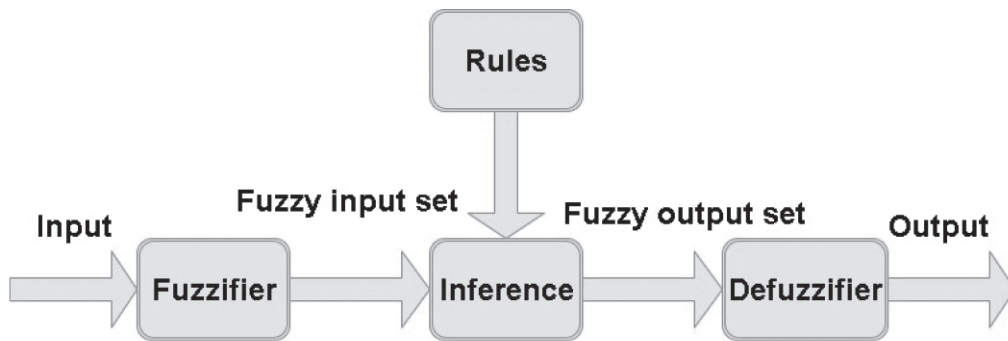 Rules
Fuzzy input set
Fuzzy output set
Input
Output
Fuzzifier
Inference
Defuzzifier